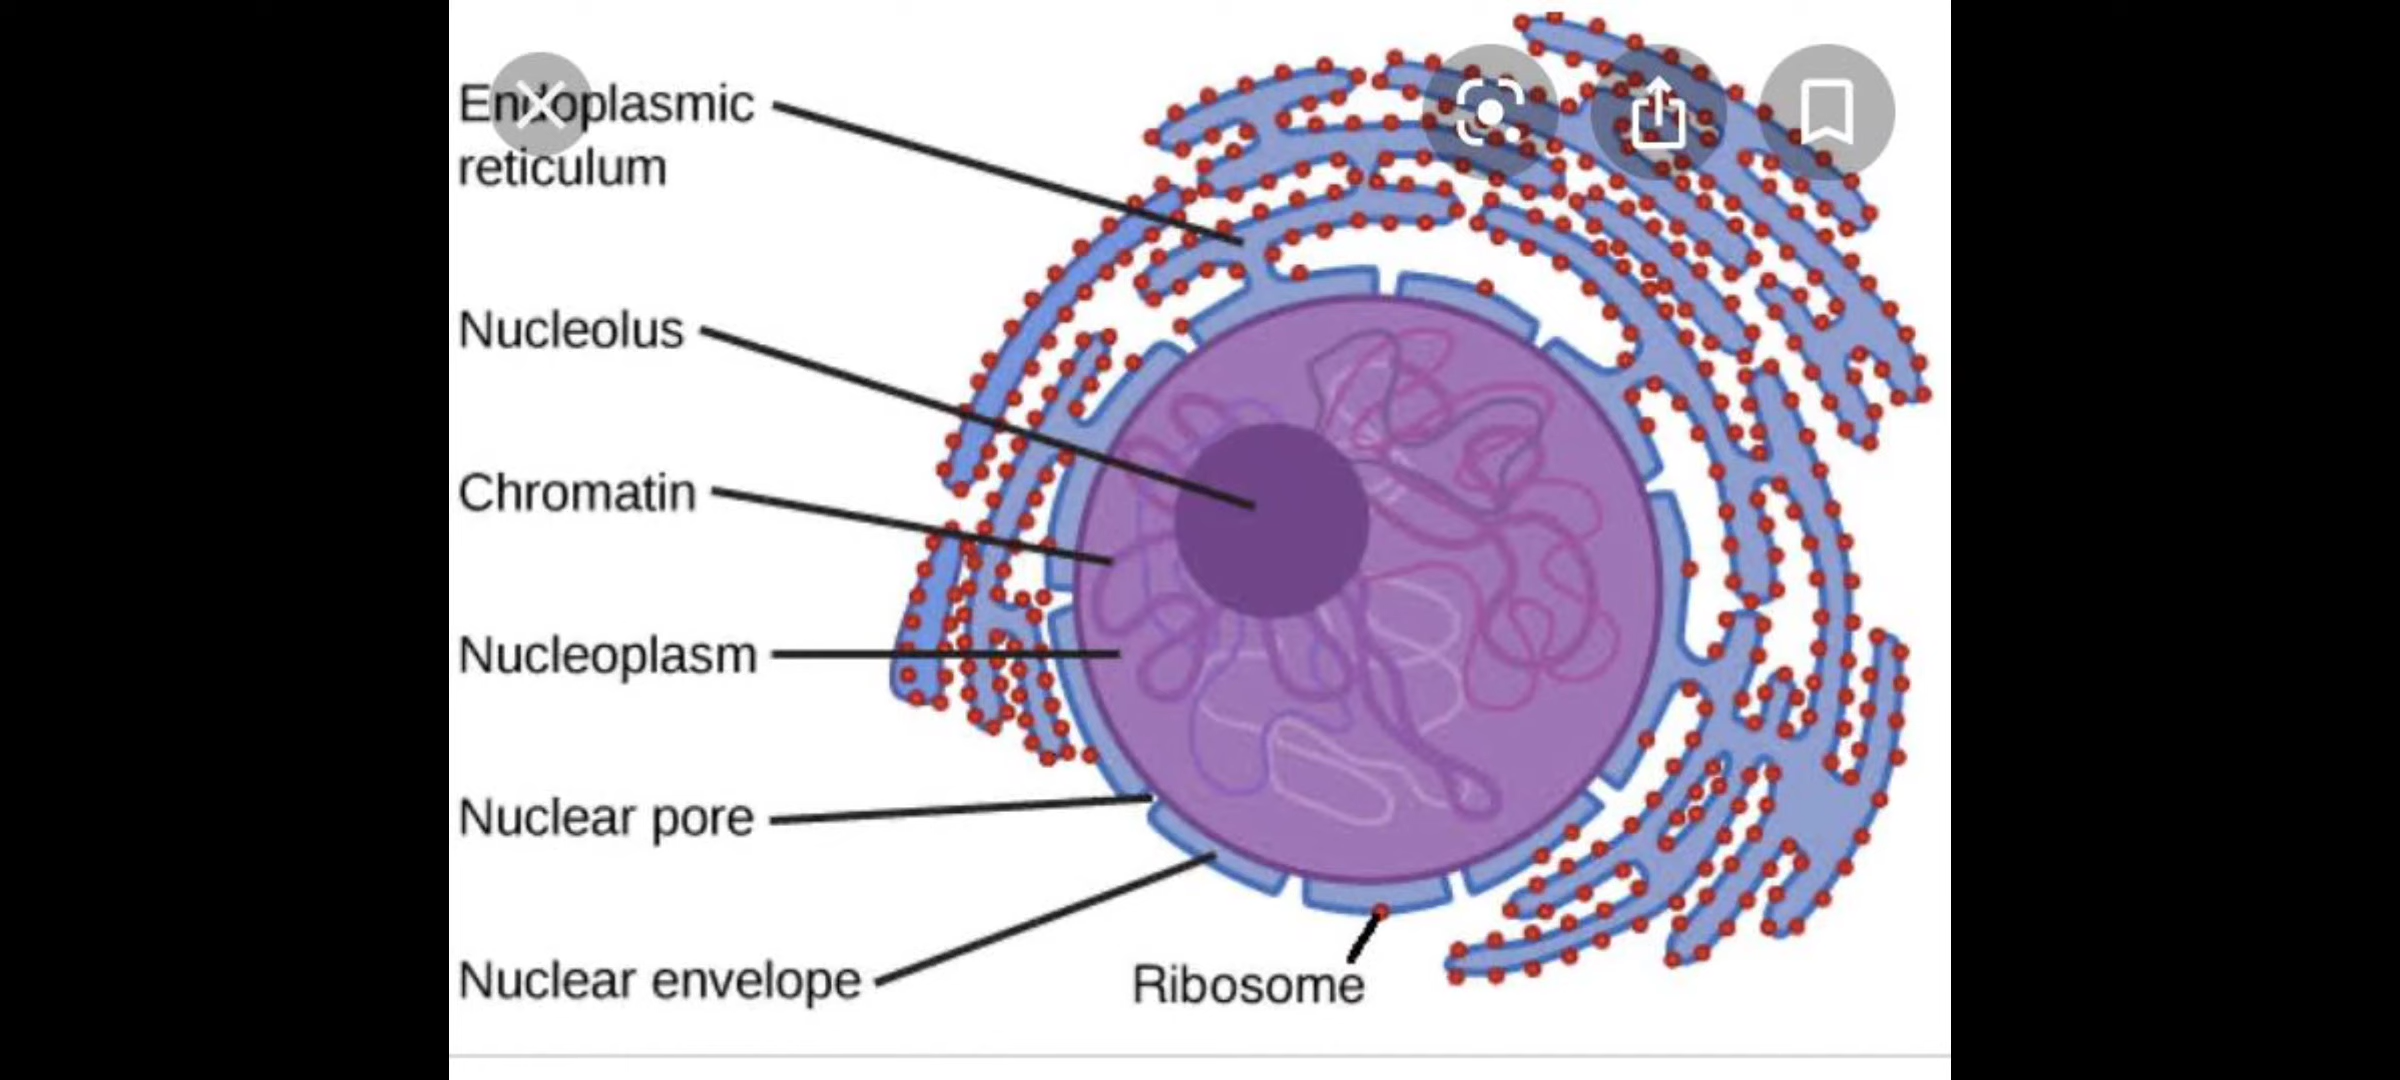 Endoplasmic
reticulum
Nucleolus
Chromatin
Nucleoplasm
Nuclear pore
Nuclear envelope
Ribosome